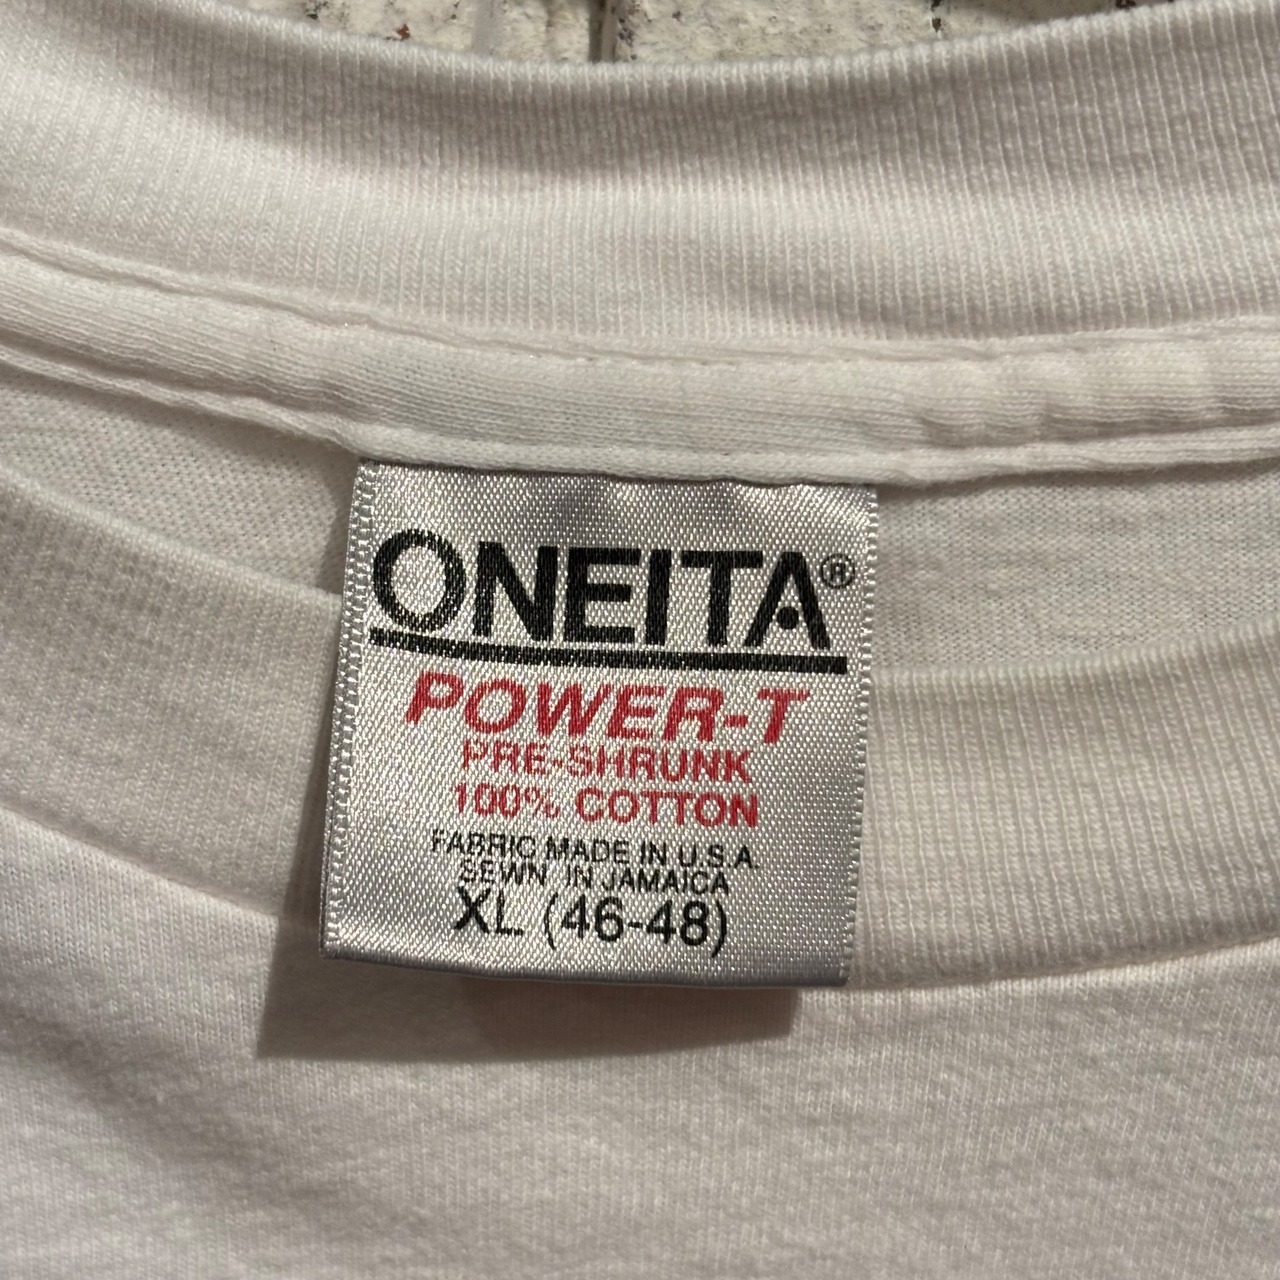 ONEITA®
POWER-T
PRE-SHRUNK
100% COTTON
FABRIC MADE IN U.S.A.
SEWN IN JAMAICA
XL (46-48)